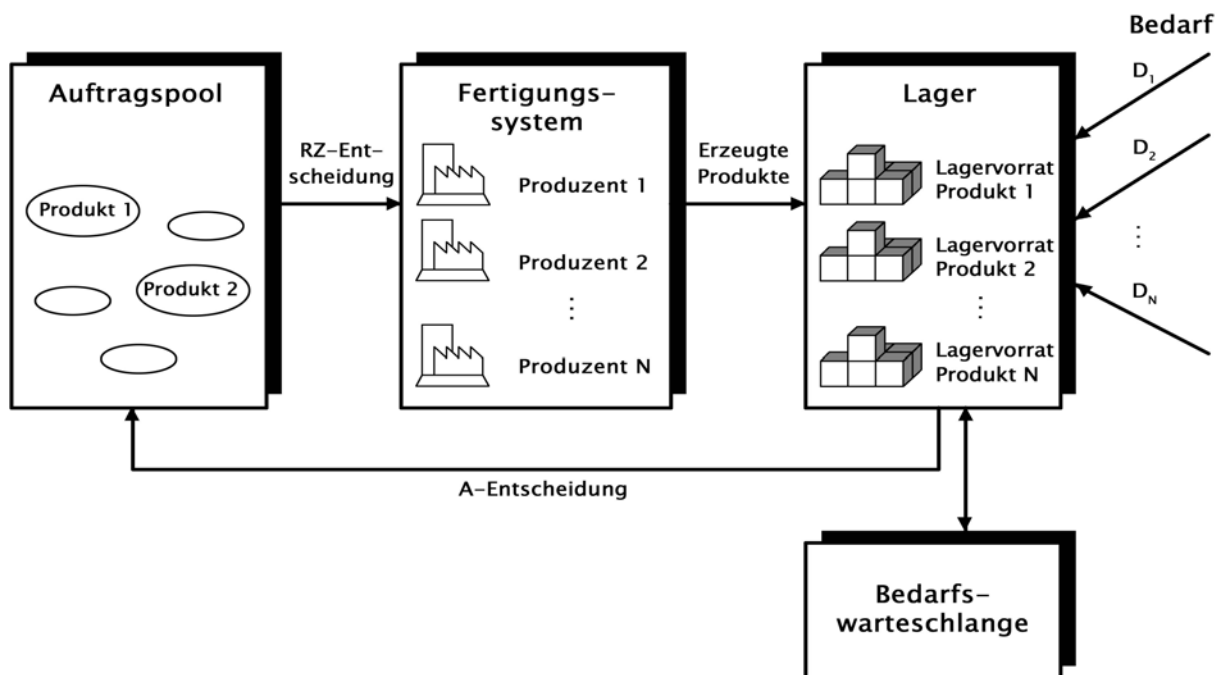 Bedarf
Auftragspool
Produkt 1
Produkt 2
RZ-Ent-
scheidung
Fertigungs-
system
Produzent 1
Produzent 2
⋮
Produzent N
Erzeugte
Produkte
Lager
Lagervorrat
Produkt 1
Lagervorrat
Produkt 2
⋮
Lagervorrat
Produkt N
D1
D2
⋮
DN
A-Entscheidung
Bedarfs-
warteschlange